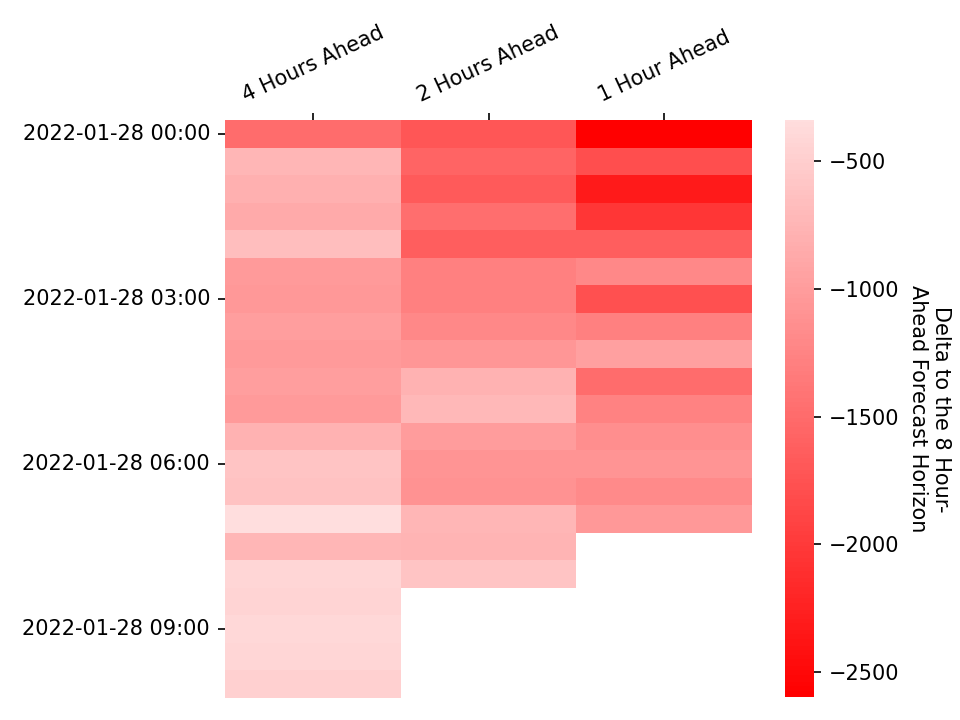 4 Hours Ahead
2 Hours Ahead
1 Hour Ahead
2022-01-28 00:00
2022-01-28 03:00
2022-01-28 06:00
2022-01-28 09:00
−500
−1000
−1500
−2000
−2500
Delta to the 8 Hour-
Ahead Forecast Horizon